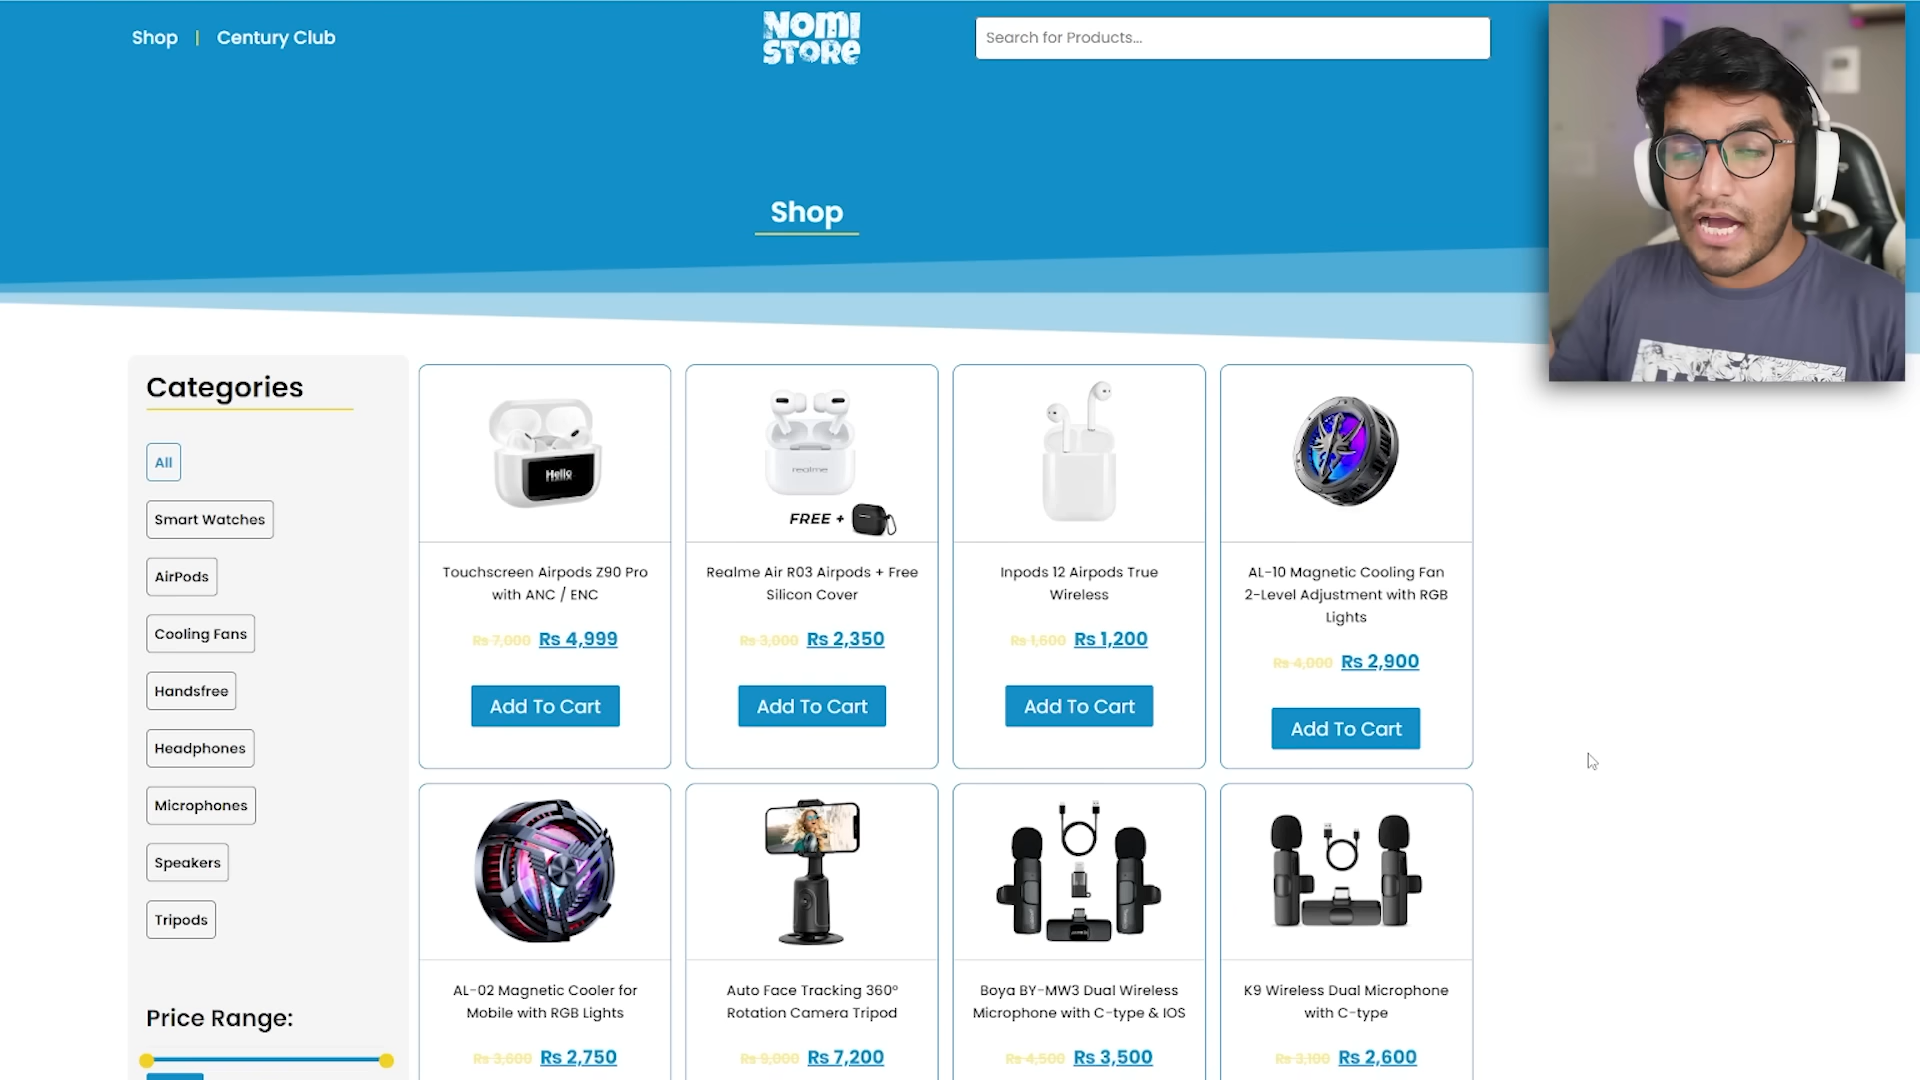 Shop | Century Club
NOMI
STORE
Search for Products...
Shop
Categories
All
Smart Watches
AirPods
Cooling Fans
Handsfree
Headphones
Microphones
Speakers
Tripods
Price Range:
Hello
Touchscreen Airpods Z90 Pro
with ANC / ENC
Rs 7,000 Rs 4,999
Add To Cart
realme
FREE +
Realme Air R03 Airpods + Free
Silicon Cover
Rs 3,000 Rs 2,350
Add To Cart
Inpods 12 Airpods True
Wireless
Rs 1,600 Rs 1,200
Add To Cart
AL-10 Magnetic Cooling Fan
2-Level Adjustment with RGB
Lights
Rs 4,000 Rs 2,900
Add To Cart
AL-02 Magnetic Cooler for
Mobile with RGB Lights
Rs 3,600 Rs 2,750
Auto Face Tracking 360°
Rotation Camera Tripod
Rs 9,000 Rs 7,200
Boya BY-MW3 Dual Wireless
Microphone with C-type & IOS
Rs 4,500 Rs 3,500
K9 Wireless Dual Microphone
with C-type
Rs 3,100 Rs 2,600